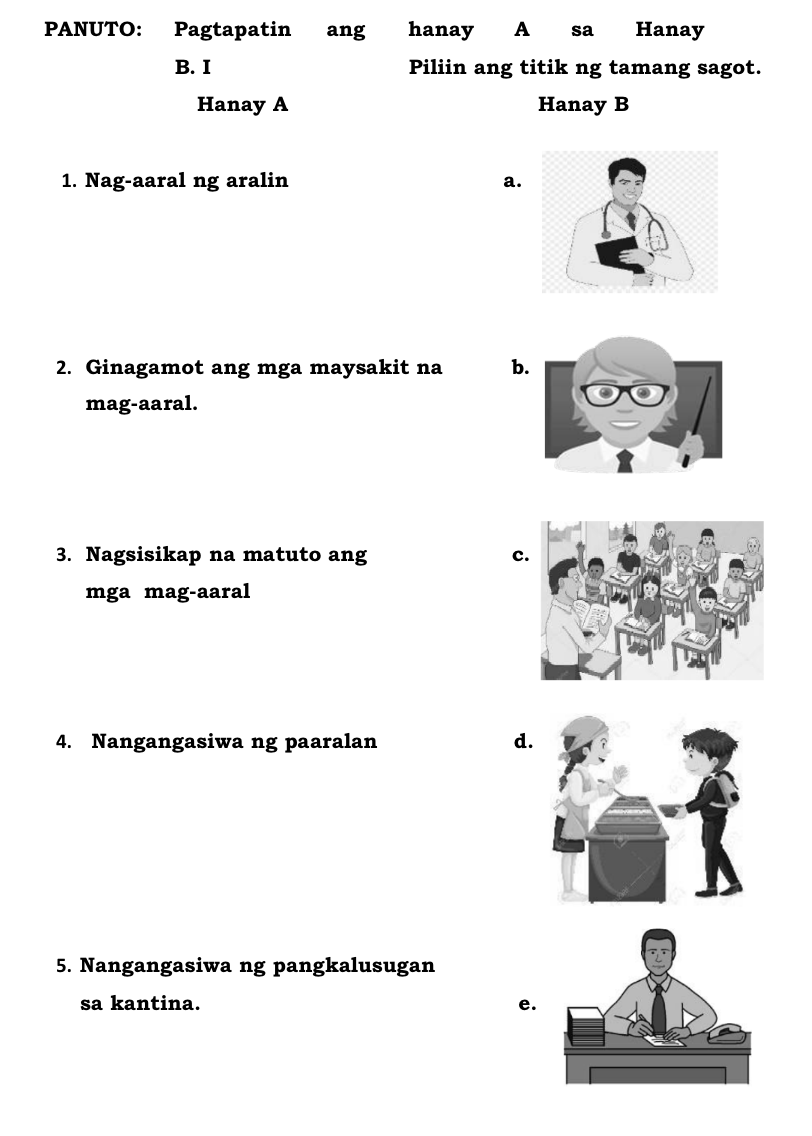 PANUTO: Pagtapatin ang hanay A sa Hanay
B. I Piliin ang titik ng tamang sagot.
Hanay A Hanay B
1. Nag-aaral ng aralin a.
2. Ginagamot ang mga maysakit na b.
mag-aaral.
3. Nagsisikap na matuto ang c.
mga mag-aaral
4. Nangangasiwa ng paaralan d.
5. Nangangasiwa ng pangkalusugan
sa kantina. e.